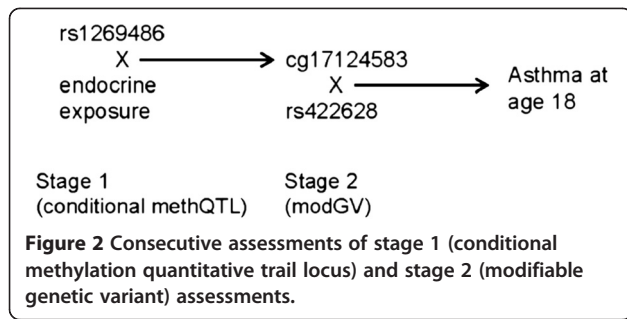 rs1269486
X
endocrine
exposure
cg17124583
X
rs422628
Asthma at
age 18
Stage 1
(conditional methQTL)
Stage 2
(modGV)
Figure 2 Consecutive assessments of stage 1 (conditional
methylation quantitative trail locus) and stage 2 (modifiable
genetic variant) assessments.